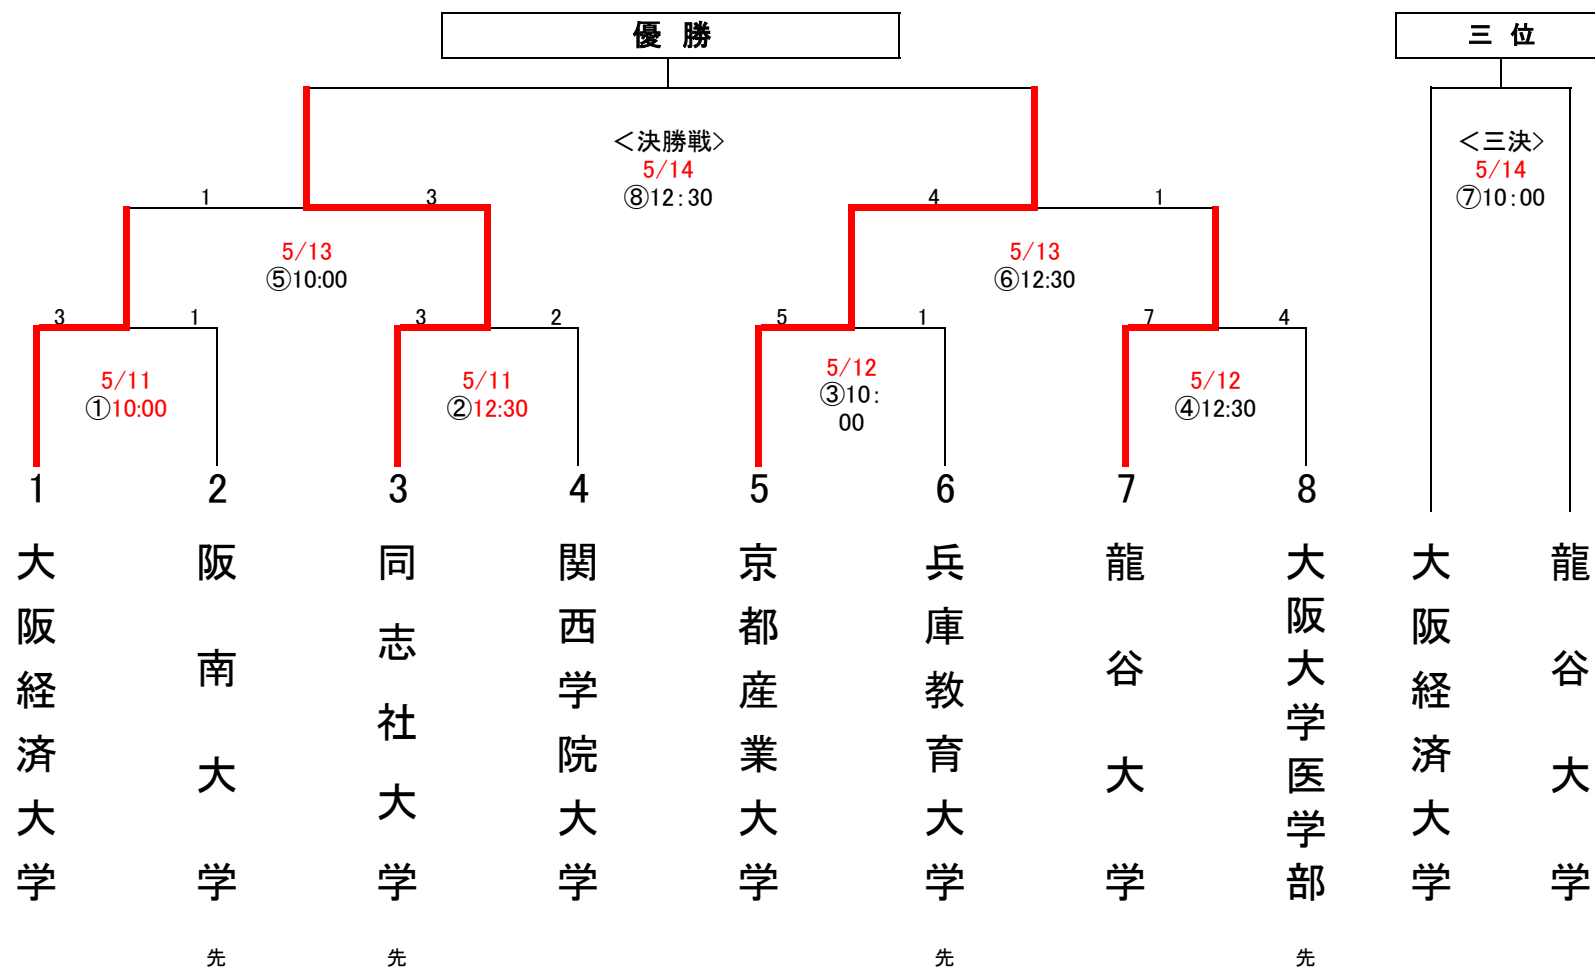 優 勝
三 位
＜決勝戦＞
5/14
⑧12:30
＜三決＞
5/14
⑦10:00
1
3
4
1
5/13
⑤10:00
5/13
⑥12:30
3
1
3
2
5
1
7
4
5/11
①10:00
5/11
②12:30
5/12
③10:
00
5/12
④12:30
1
2
3
4
5
6
7
8
大阪経済大学
阪南大学
同志社大学
関西学院大学
京都産業大学
兵庫教育大学
龍谷大学
大阪大学医学部
大阪経済大学
龍谷大学
先
先
先
先